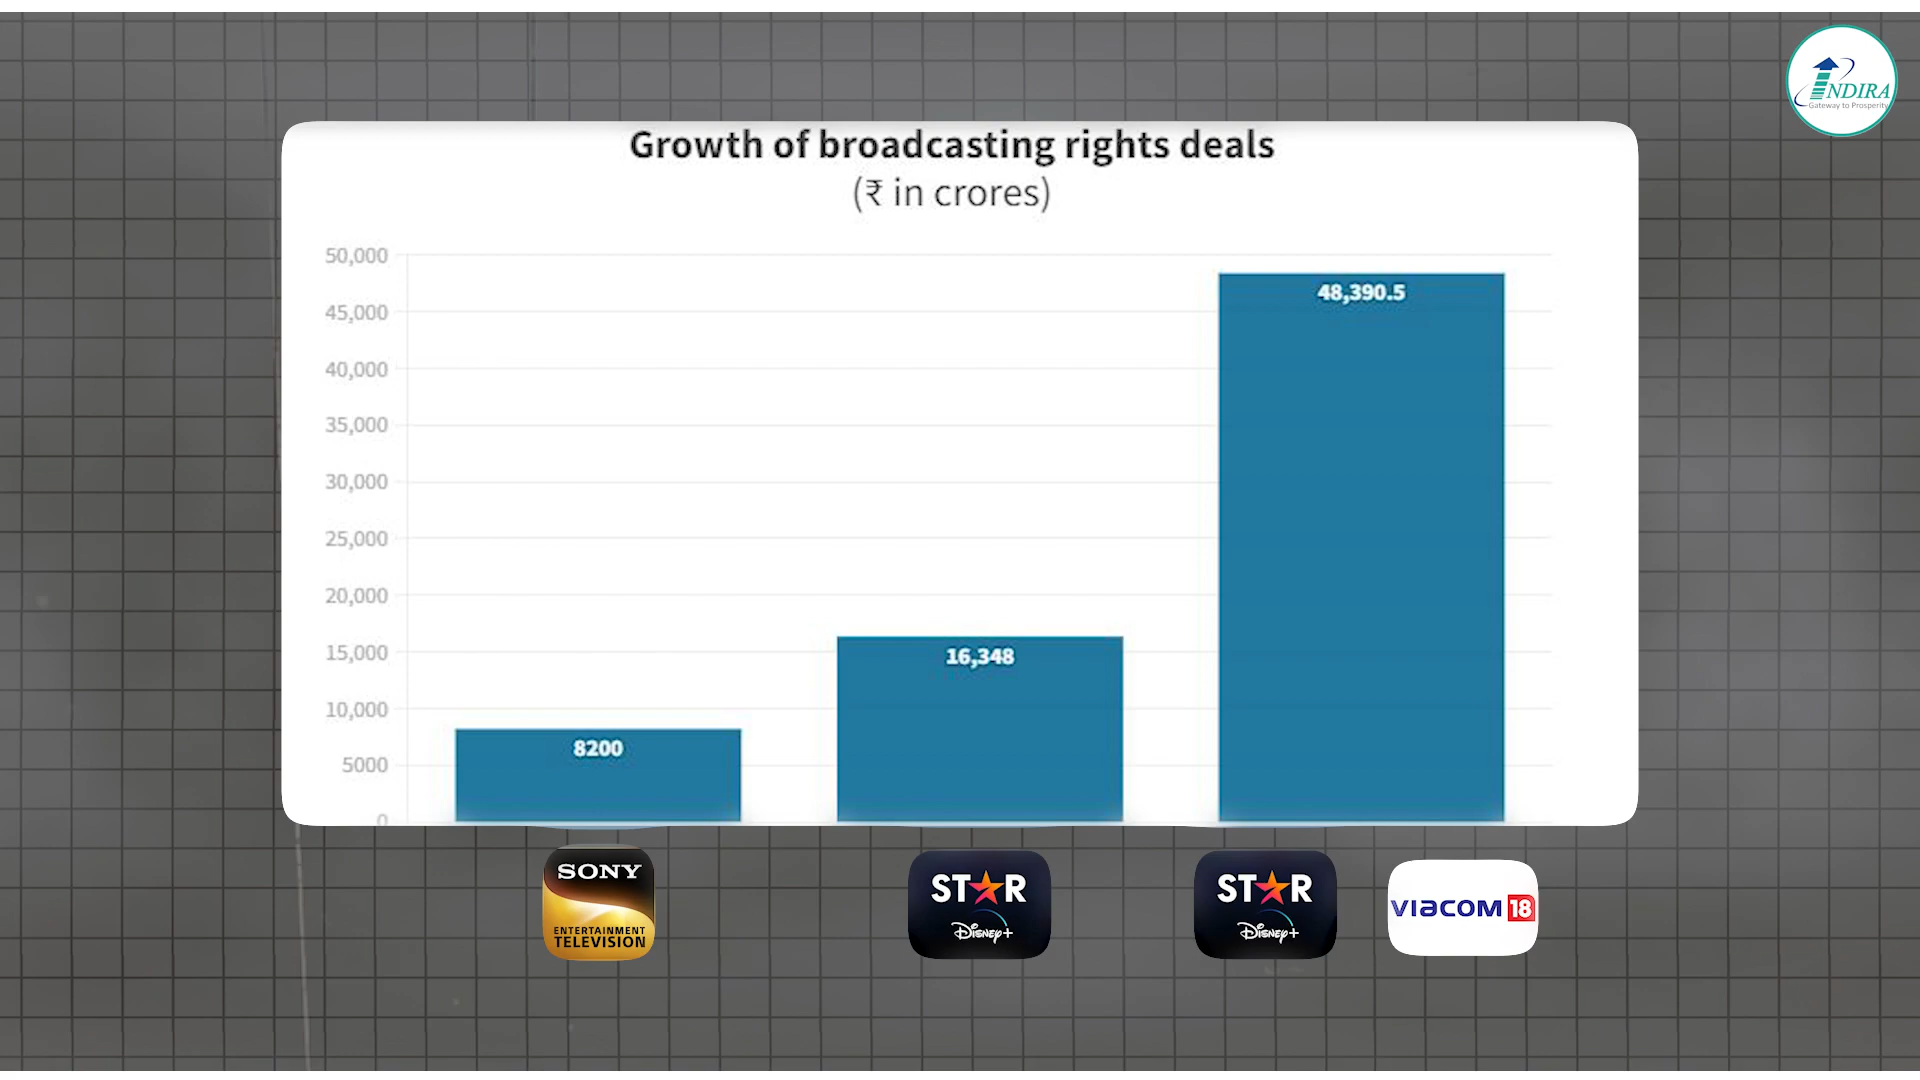 INDIRA
Gateway to Prosperity
Growth of broadcasting rights deals
(₹ in crores)
50,000
45,000
40,000
35,000
30,000
25,000
20,000
15,000
10,000
5000
0
8200
16,348
48,390.5
SONY
ENTERTAINMENT
TELEVISION
STAR
Disney+
STAR
Disney+
VIACOM 18